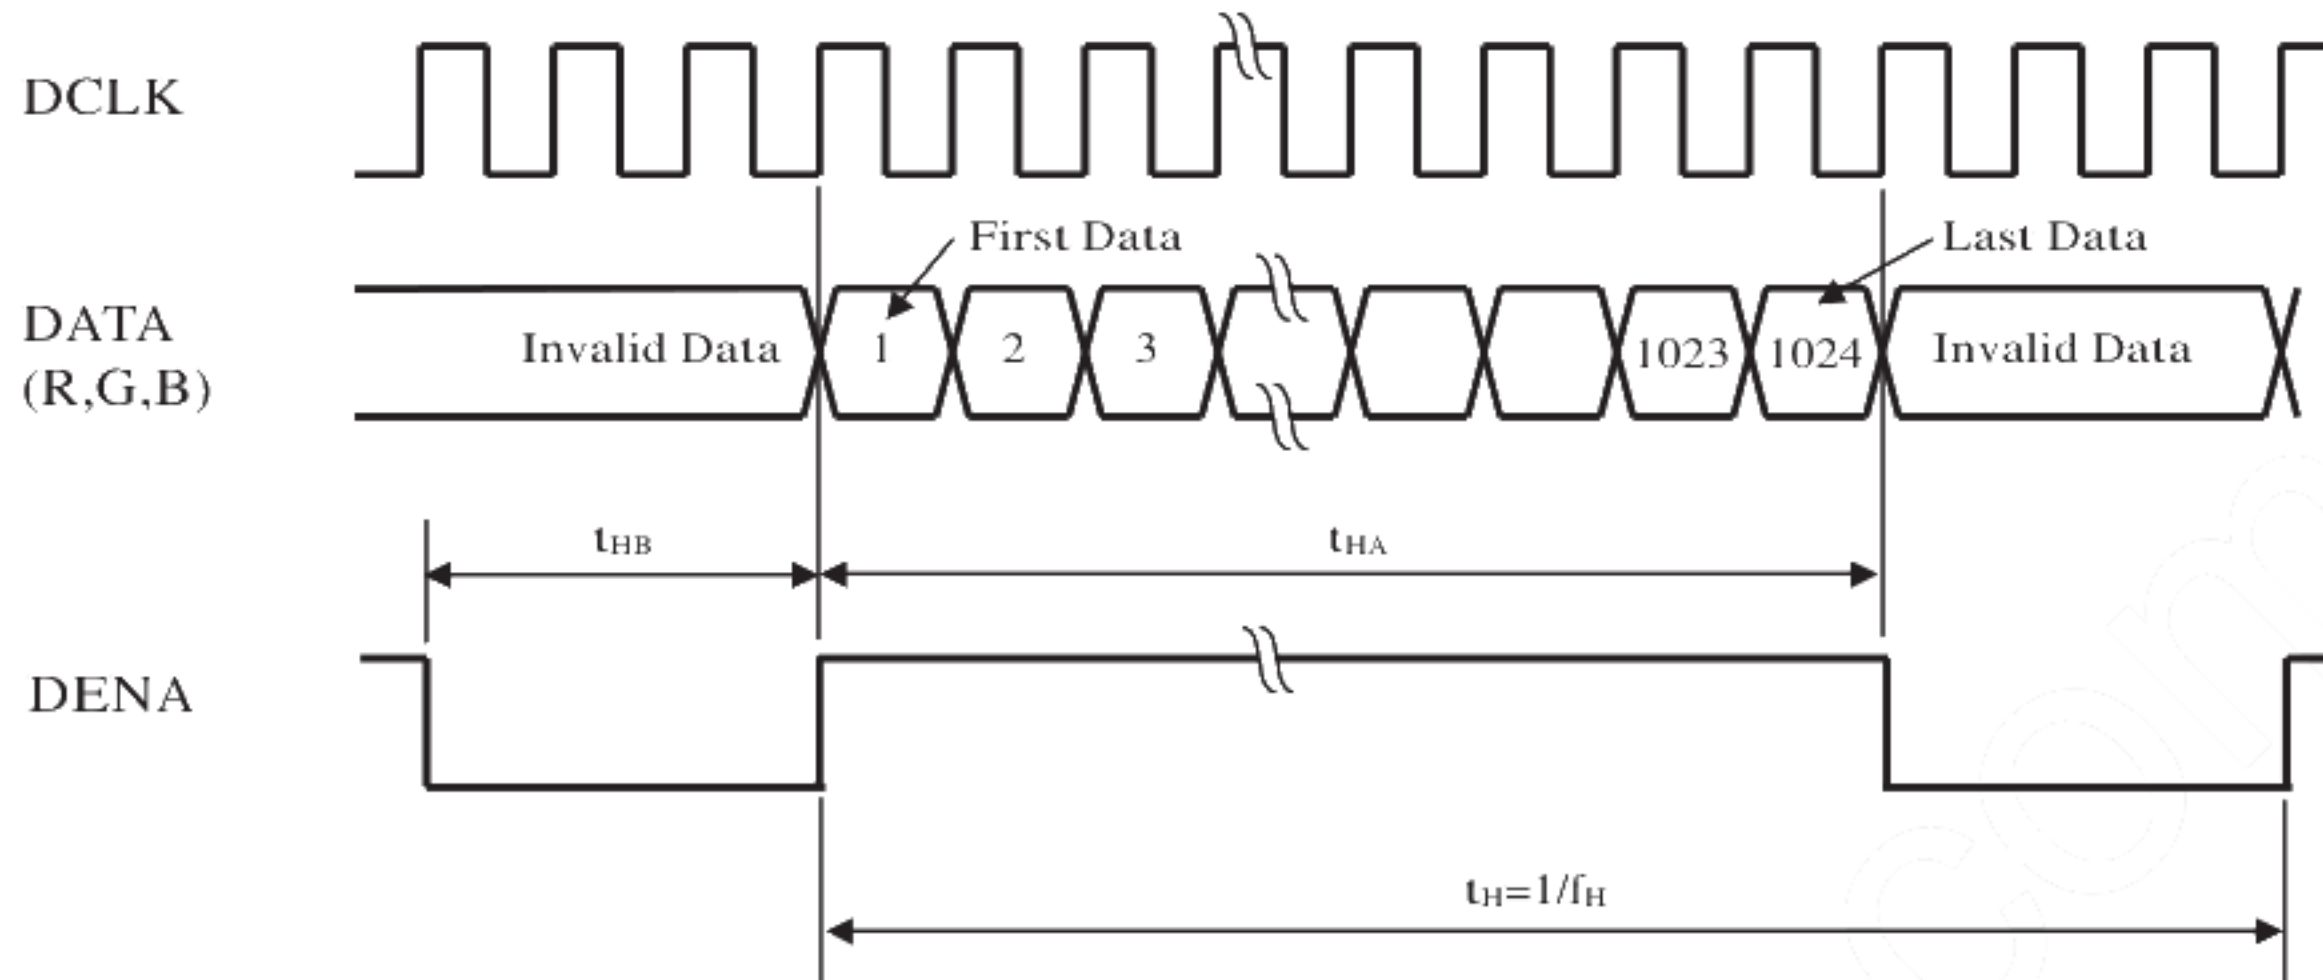 DCLK
First Data
Last Data
DATA
(R,G,B)
Invalid Data
1
2
3
1023
1024
Invalid Data
tHB
tHA
DENA
tH=1/fH
com